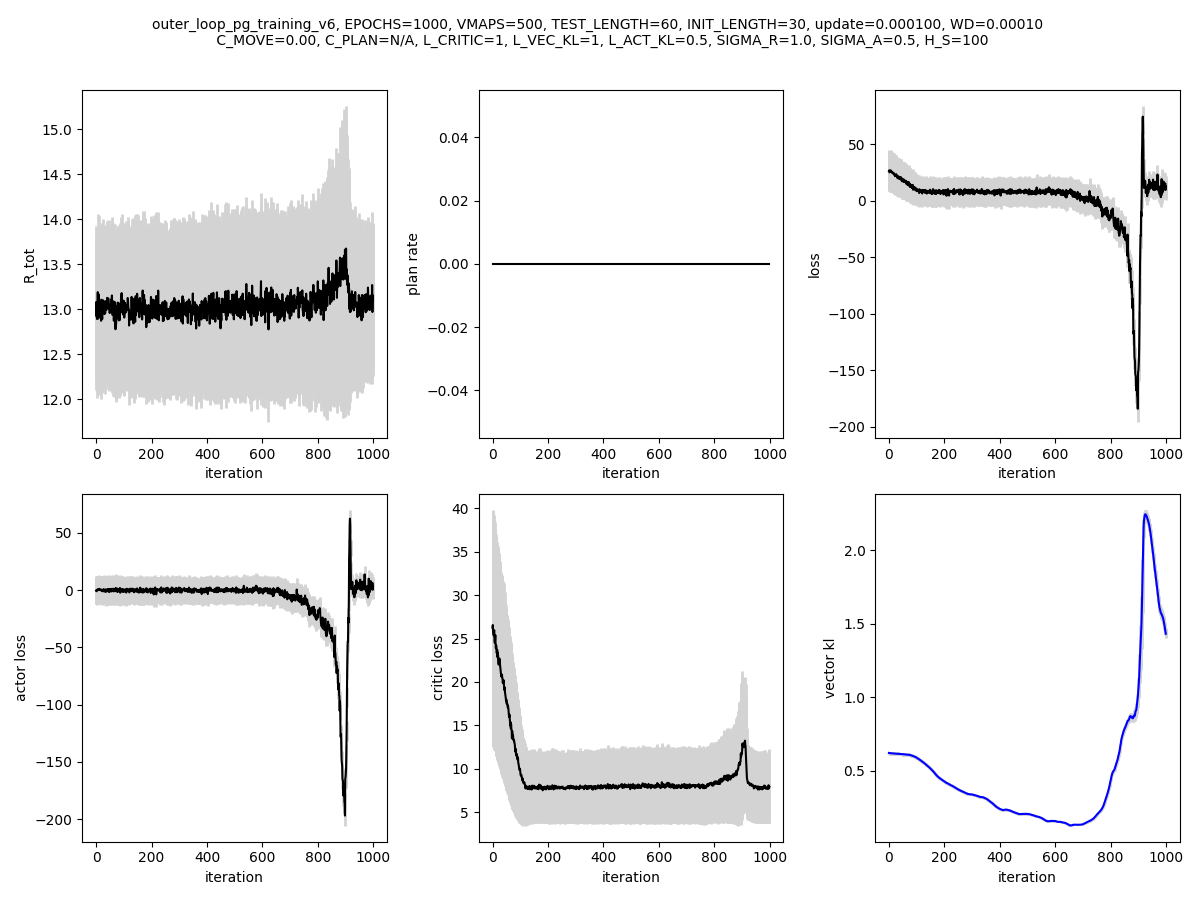 outer_loop_pg_training_v6, EPOCHS=1000, VMAPS=500, TEST_LENGTH=60, INIT_LENGTH=30, update=0.000100, WD=0.00010
C_MOVE=0.00, C_PLAN=N/A, L_CRITIC=1, L_VEC_KL=1, L_ACT_KL=0.5, SIGMA_R=1.0, SIGMA_A=0.5, H_S=100
R_tot
15.0
14.5
14.0
13.5
13.0
12.5
12.0
0 200 400 600 800 1000
iteration
plan rate
0.04
0.02
0.00
−0.02
−0.04
0 200 400 600 800 1000
iteration
loss
50
0
−50
−100
−150
−200
0 200 400 600 800 1000
iteration
actor loss
50
0
−50
−100
−150
−200
0 200 400 600 800 1000
iteration
critic loss
40
35
30
25
20
15
10
5
0 200 400 600 800 1000
iteration
vector kl
2.0
1.5
1.0
0.5
0 200 400 600 800 1000
iteration